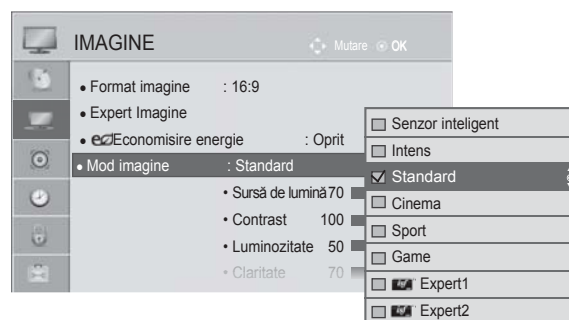 IMAGINE Mutare OK
• Format imagine : 16:9
• Expert Imagine
• eco Economisire energie : Oprit
• Mod imagine : Standard
• Sursă de lumină 70
• Contrast 100
• Luminozitate 50
• Claritate 70
Senzor inteligent
Intens
Standard
Cinema
Sport
Game
Expert1
Expert2